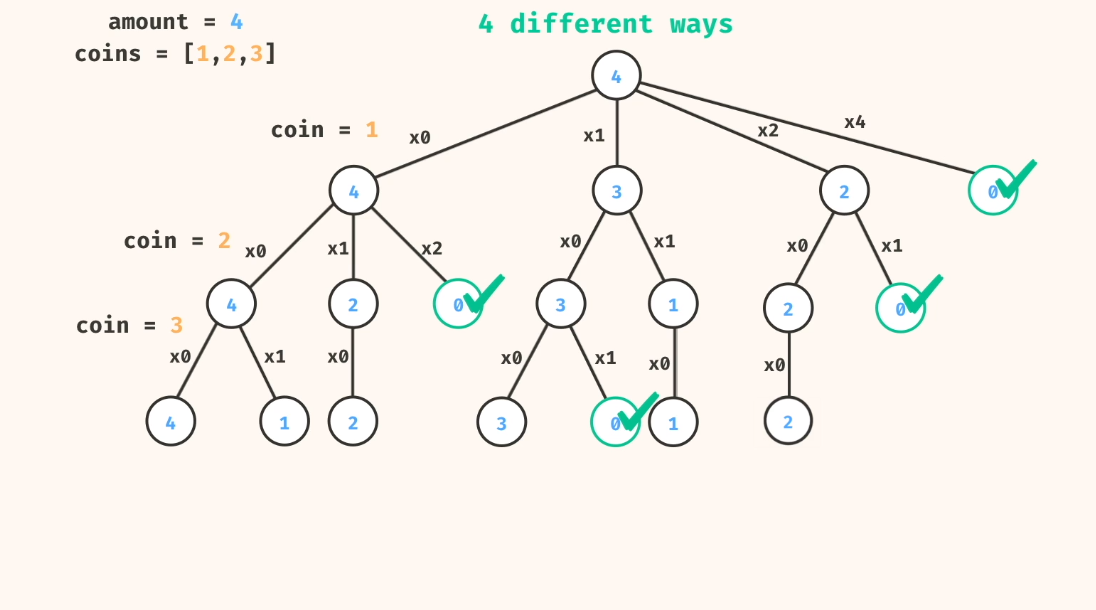 amount = 4
4 different ways
coins = [1,2,3]
4
coin = 1
x0
x1
x2
x4
4
3
2
0
coin = 2
x0
x1
x2
x0
x1
x0
x1
4
2
0
3
1
2
0
coin = 3
x0
x1
x0
x0
x1
x0
x0
4
1
2
3
0
1
2